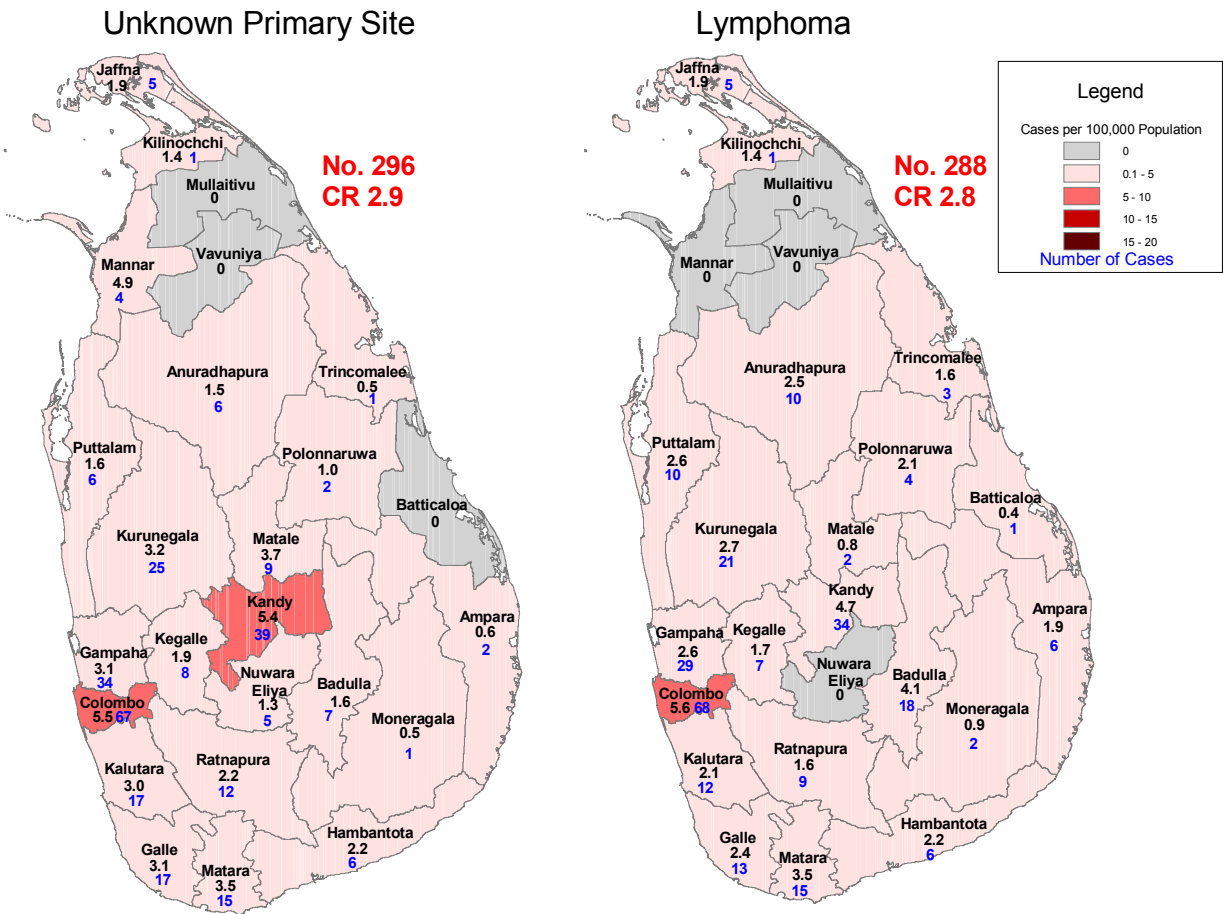 Unknown Primary Site
Jaffna
1.9 5
Kilinochchi
1.4 1
No. 296
CR 2.9
Mullaitivu
0
Vavuniya
0
Mannar
4.9
4
Anuradhapura
1.5
6
Trincomalee
0.5
1
Puttalam
1.6
6
Polonnaruwa
1.0
2
Batticaloa
0
Kurunegala
3.2
25
Matale
3.7
9
Kandy
5.4
39
Ampara
0.6
2
Kegalle
1.9
8
Gampaha
3.1
34
Nuwara
Eliya
1.3
5
Badulla
1.6
7
Colombo
5.5 67
Moneragala
0.5
1
Kalutara
3.0
17
Ratnapura
2.2
12
Hambantota
2.2
6
Galle
3.1
17
Matara
3.5
15
Lymphoma
Jaffna
1.9 5
Kilinochchi
1.4 1
No. 288
CR 2.8
Mullaitivu
0
Vavuniya
0
Mannar
0
Anuradhapura
2.5
10
Trincomalee
1.6
3
Puttalam
2.6
10
Polonnaruwa
2.1
4
Batticaloa
0.4
1
Kurunegala
2.7
21
Matale
0.8
2
Kandy
4.7
34
Ampara
1.9
6
Kegalle
1.7
7
Gampaha
2.6
29
Nuwara
Eliya
0
Badulla
4.1
18
Colombo
5.6 68
Moneragala
0.9
2
Kalutara
2.1
12
Ratnapura
1.6
9
Hambantota
2.2
6
Galle
2.4
13
Matara
3.5
15
Legend
Cases per 100,000 Population
0
0.1 - 5
5 - 10
10 - 15
15 - 20
Number of Cases